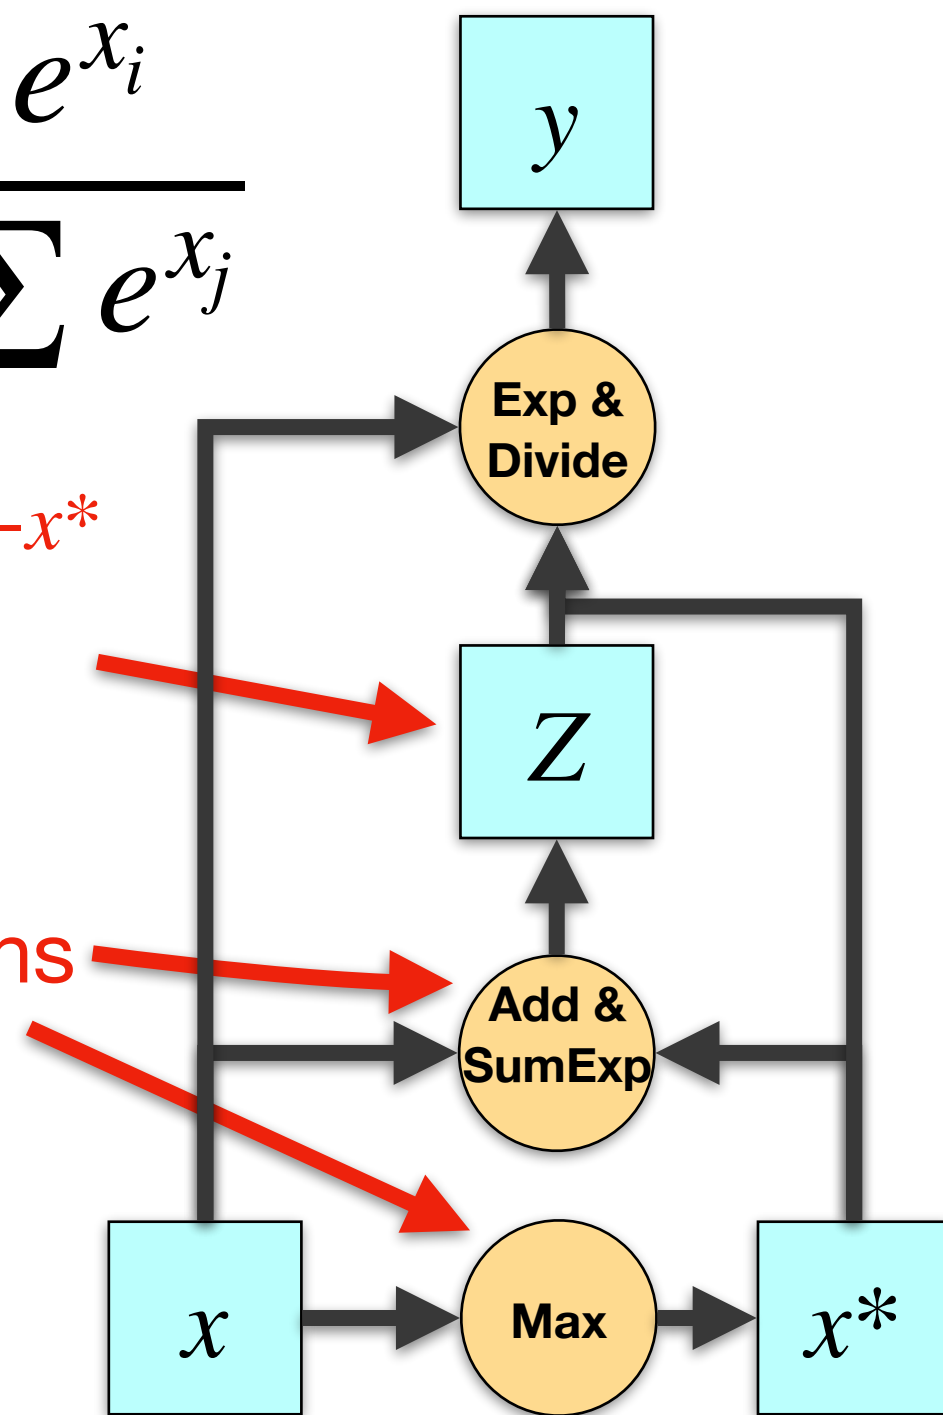 e^{x_i}
∑ e^{x_j}
y
Exp &
Divide
-x*
Z
ns
Add &
SumExp
x
Max
x*